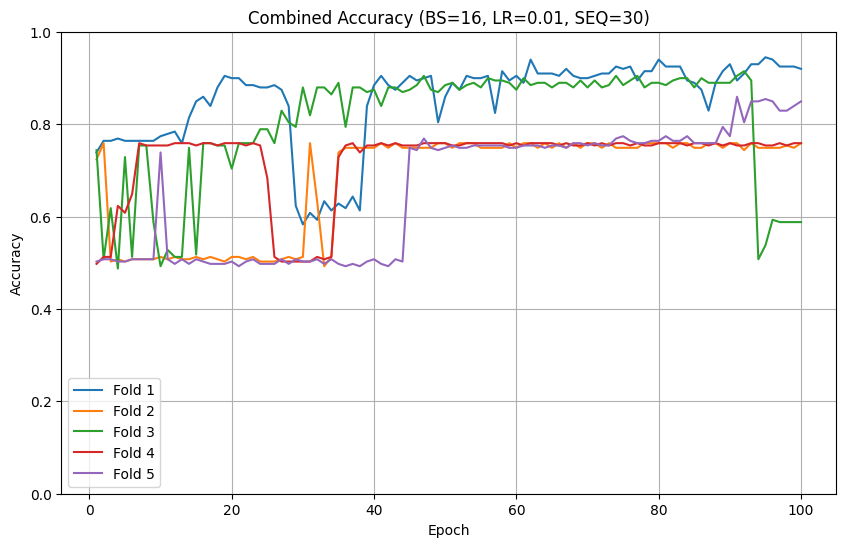 Combined Accuracy (BS=16, LR=0.01, SEQ=30)
1.0
0.8
0.6
0.4
0.2
0.0
Accuracy
Fold 1
Fold 2
Fold 3
Fold 4
Fold 5
0 20 40 60 80 100
Epoch